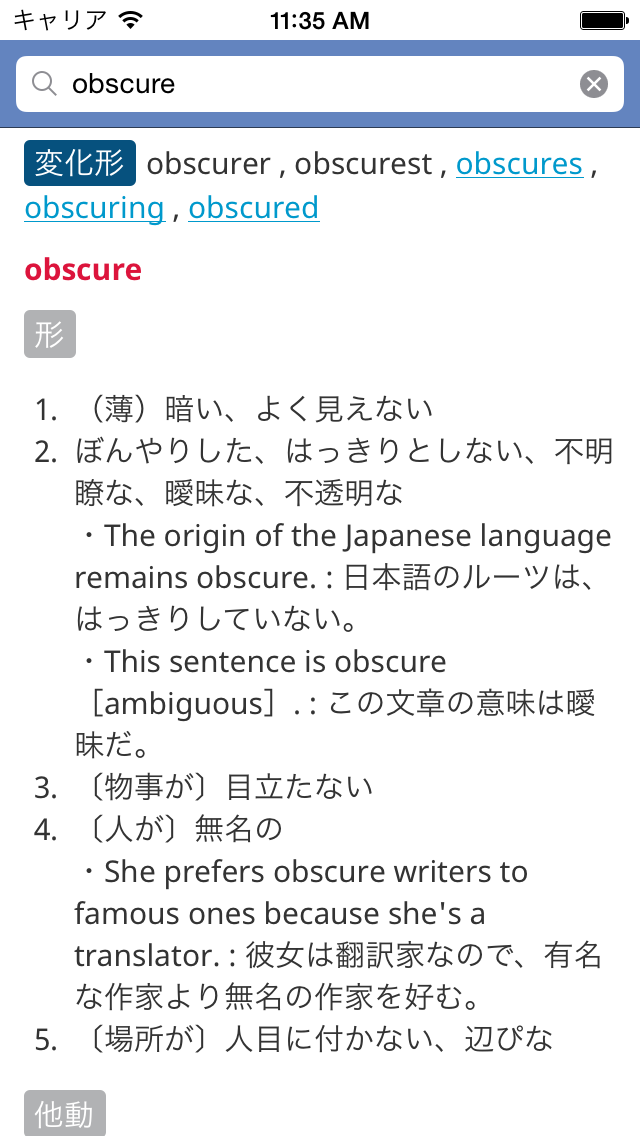 キャリア 11:35 AM
obscure
変化形 obscurer , obscurest , obscures ,
obscuring , obscured
obscure
形
1. （薄）暗い、よく見えない
2. ぼんやりした、はっきりとしない、不明
瞭な、曖昧な、不透明な
・The origin of the Japanese language
remains obscure. : 日本語のルーツは、
はっきりしていない。
・This sentence is obscure
［ambiguous］. : この文章の意味は曖
昧だ。
3. 〔物事が〕目立たない
4. 〔人が〕無名の
・She prefers obscure writers to
famous ones because she's a
translator. : 彼女は翻訳家なので、有名
な作家より無名の作家を好む。
5. 〔場所が〕人目に付かない、辺ぴな
他動